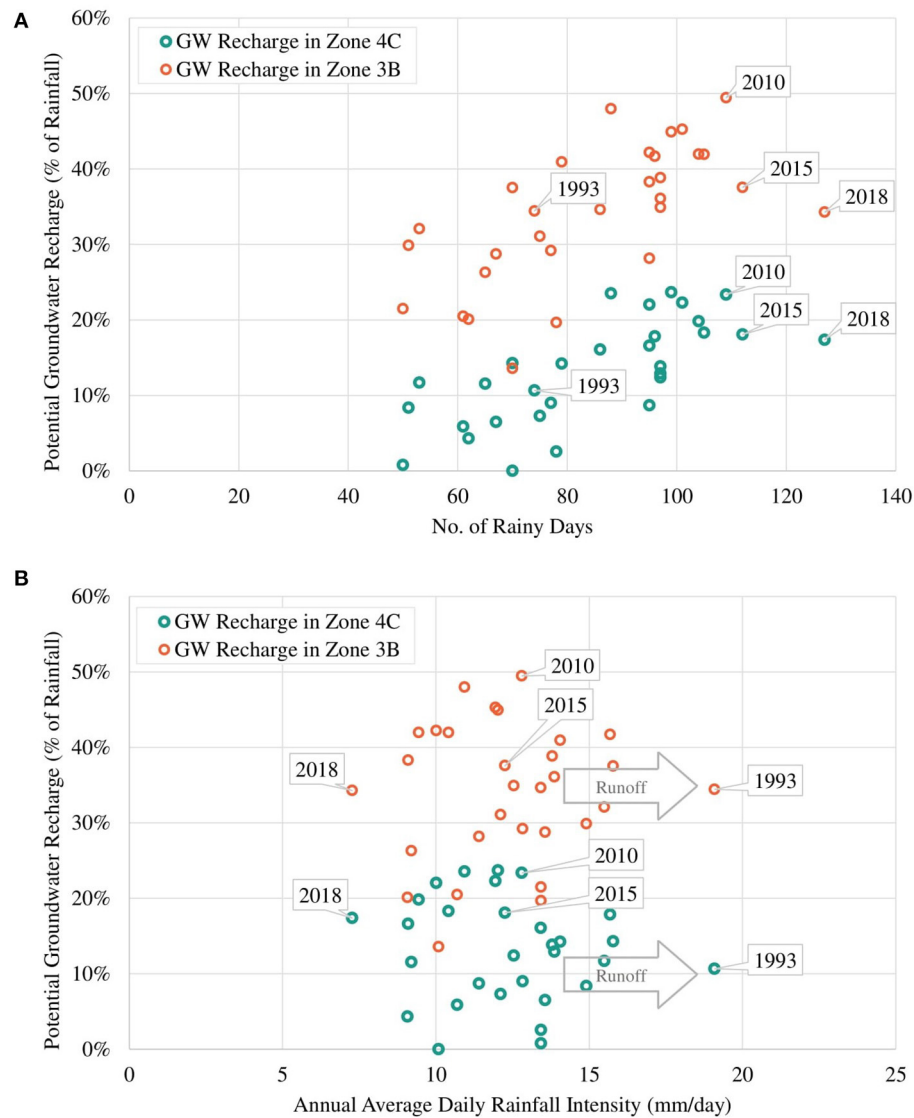 A
60%
GW Recharge in Zone 4C
GW Recharge in Zone 3B
50%
40%
30%
20%
10%
0%
Potential Groundwater Recharge (% of Rainfall)
2010
2015
1993
2018
2010
2015
2018
1993
0 20 40 60 80 100 120 140
No. of Rainy Days
B
60%
GW Recharge in Zone 4C
GW Recharge in Zone 3B
50%
40%
30%
20%
10%
0%
Potential Groundwater Recharge (% of Rainfall)
2010
2015
2018
Runoff
1993
2010
2018
2015
Runoff
1993
0 5 10 15 20 25
Annual Average Daily Rainfall Intensity (mm/day)